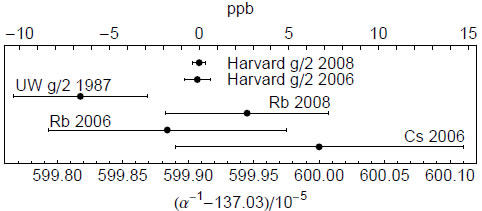 ppb
−10 −5 0 5 10 15
Harvard g/2 2008
Harvard g/2 2006
UW g/2 1987
Rb 2008
Rb 2006
Cs 2006
599.80 599.85 599.90 599.95 600.00 600.05 600.10
(α⁻¹−137.03)/10⁻⁵